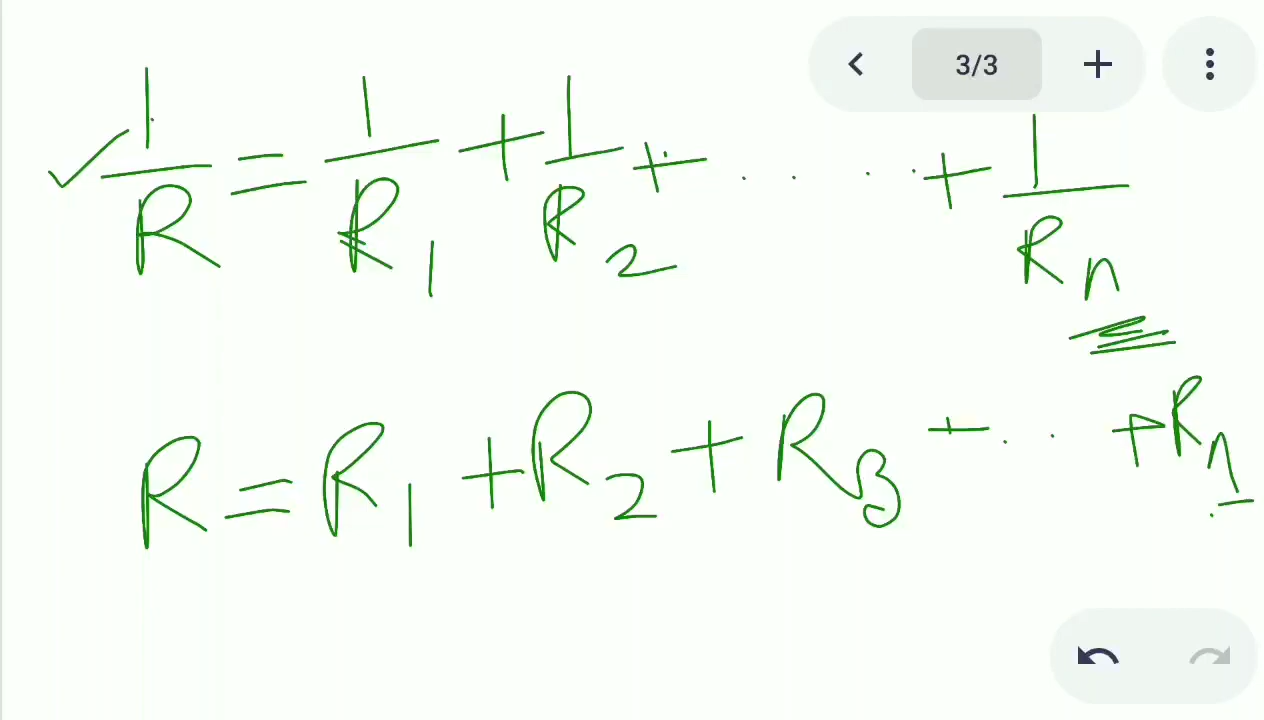 3/3
1/R = 1/R₁ + 1/R₂ + . . . . + 1/Rₙ
R = R₁ + R₂ + R₃ + . . + Rₙ